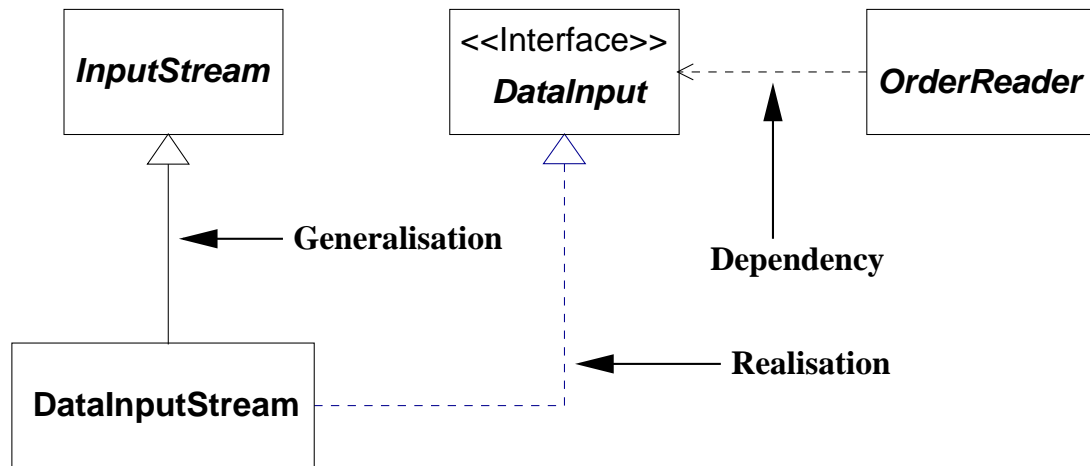 InputStream
<<Interface>>
DataInput
OrderReader
Generalisation
Dependency
Realisation
DataInputStream